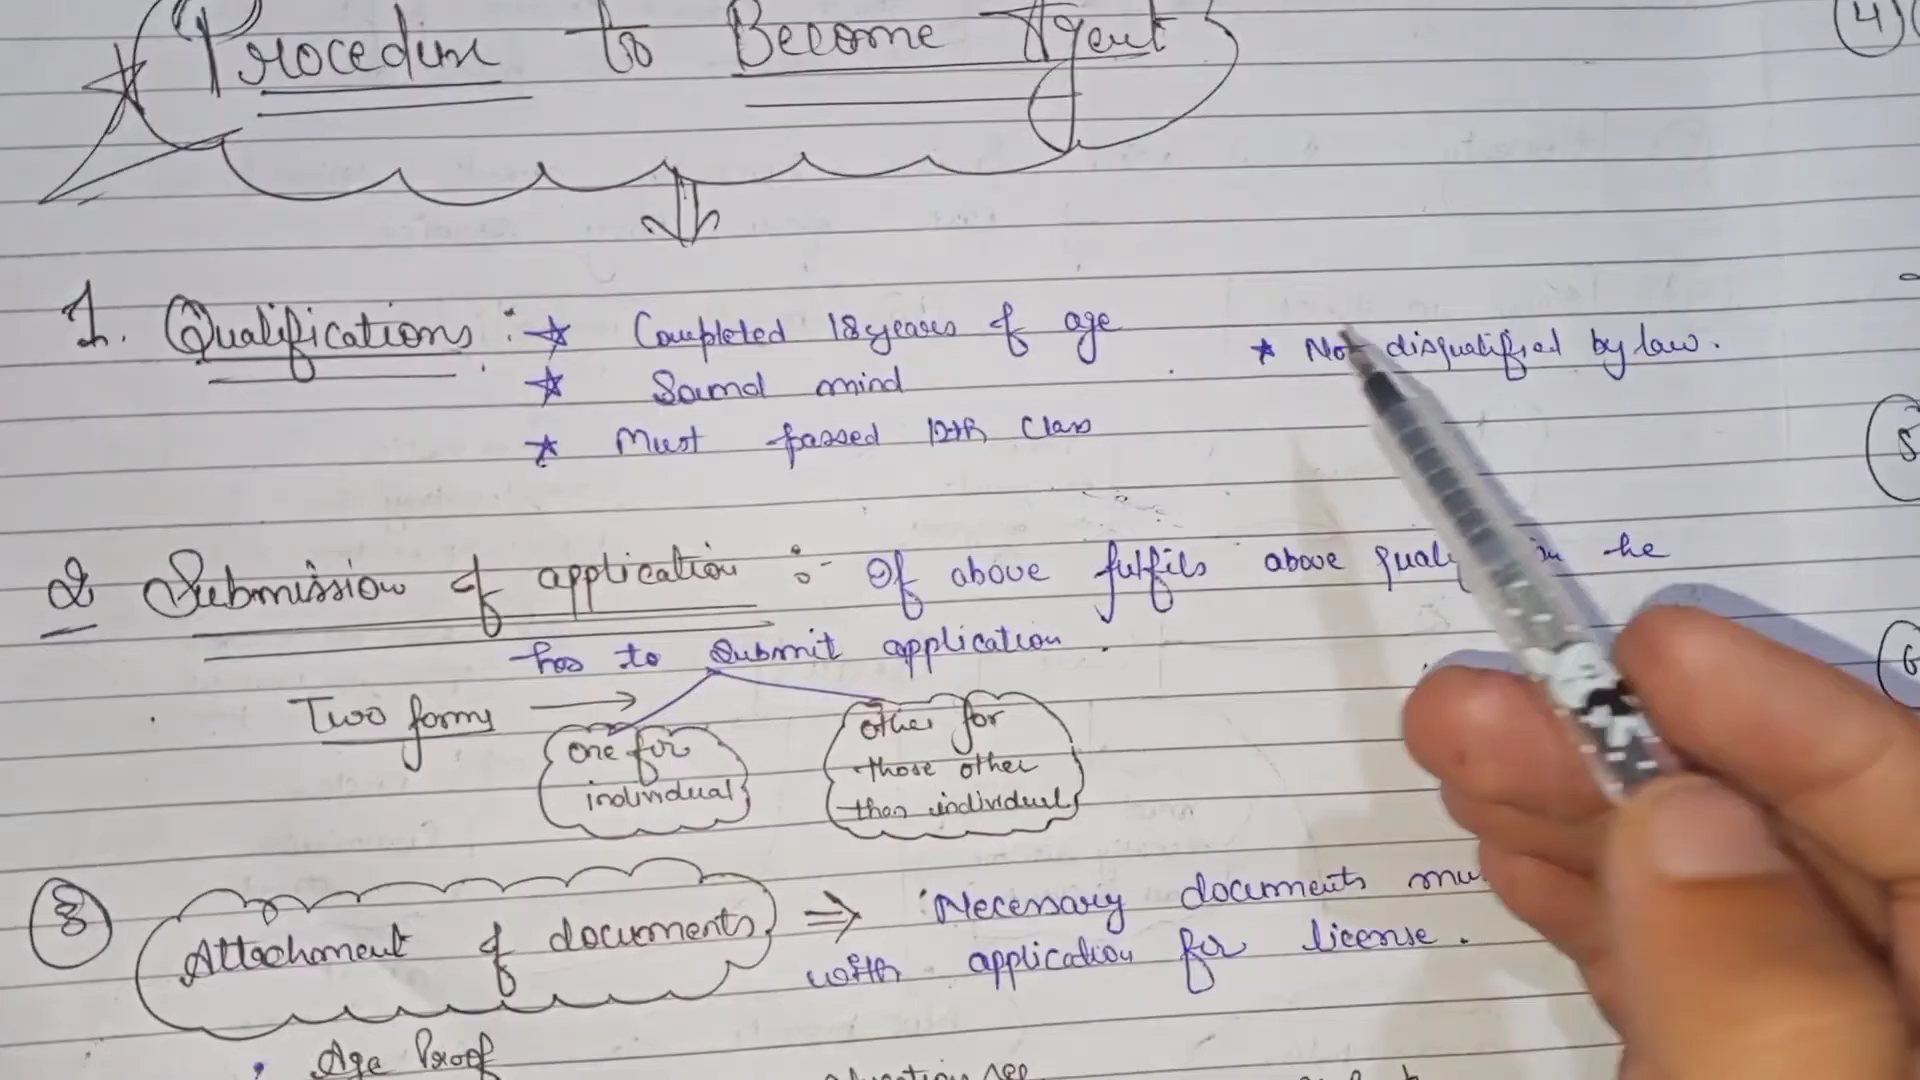 Procedure to Become Agent
4
1. Qualifications :- ☆ Completed 18 years of age
☆ Sound mind
☆ Must passed 12th Class
★ Not disqualified by law.
5
2 Submission of application :- If above fulfils above he
has to submit application.
Two forms →
one for
individual
other for
those other
than individual
6
3 Attachment of documents ⇒ Necessary documents
with application for license.
• Age Proof